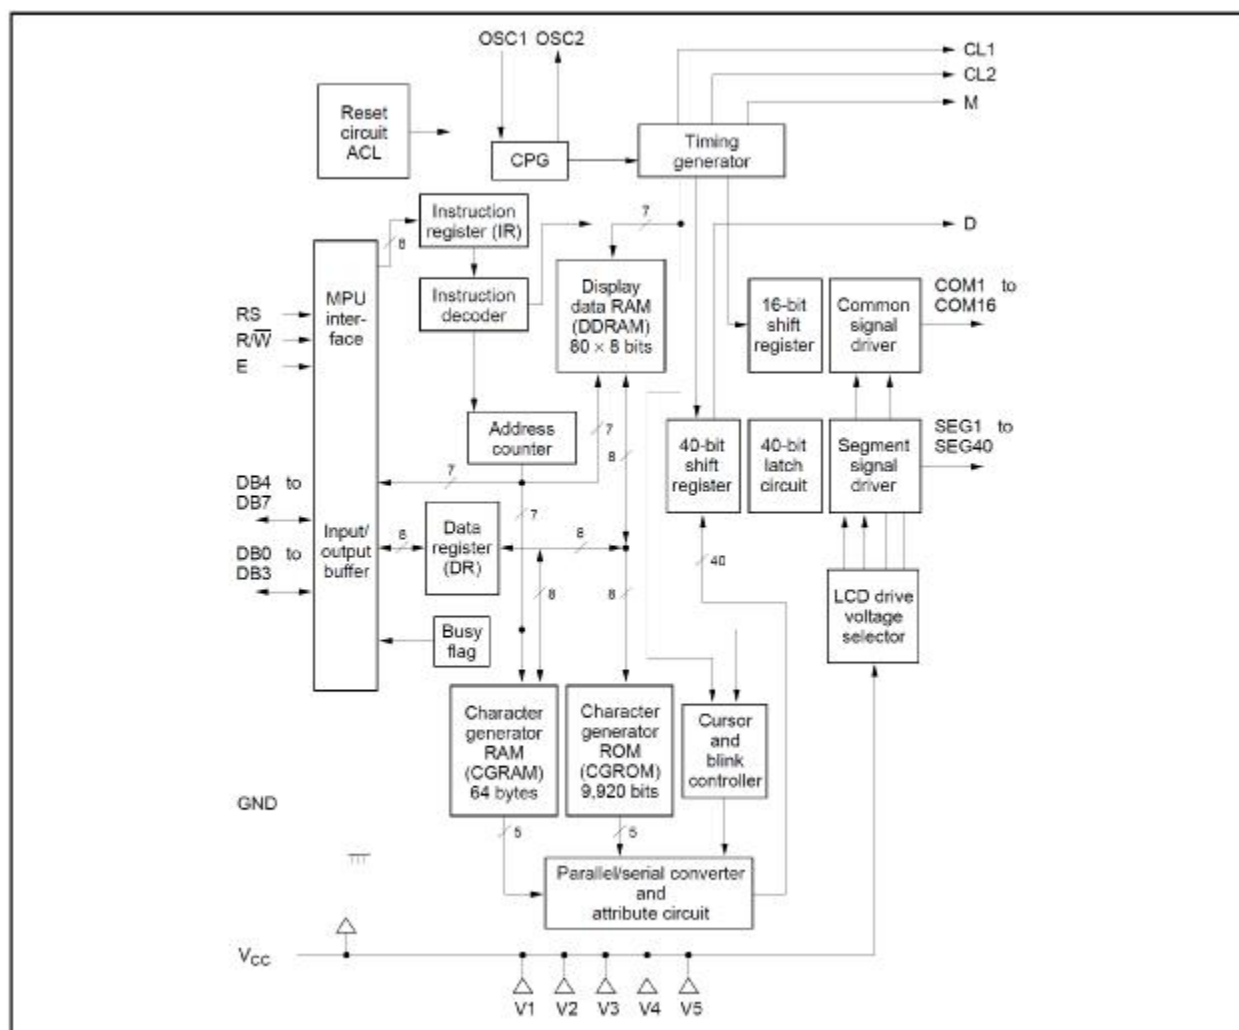 OSC1 OSC2
CL1
CL2
M
Reset
circuit
ACL
CPG
Timing
generator
Instruction
register (IR)
8
7
D
MPU
inter-
face
Instruction
decoder
Display
data RAM
(DDRAM)
80 × 8 bits
16-bit
shift
register
Common
signal
driver
COM1 to
COM16
RS
R/W̅
E
Address
counter
7
8
40-bit
shift
register
40-bit
latch
circuit
Segment
signal
driver
SEG1 to
SEG40
DB4 to
DB7
7
7
Input/
output
buffer
8
Data
register
(DR)
8
DB0 to
DB3
8
8
40
LCD drive
voltage
selector
Busy
flag
Character
generator
RAM
(CGRAM)
64 bytes
Character
generator
ROM
(CGROM)
9,920 bits
Cursor
and
blink
controller
GND
5
5
Parallel/serial converter
and
attribute circuit
VCC
V1 V2 V3 V4 V5